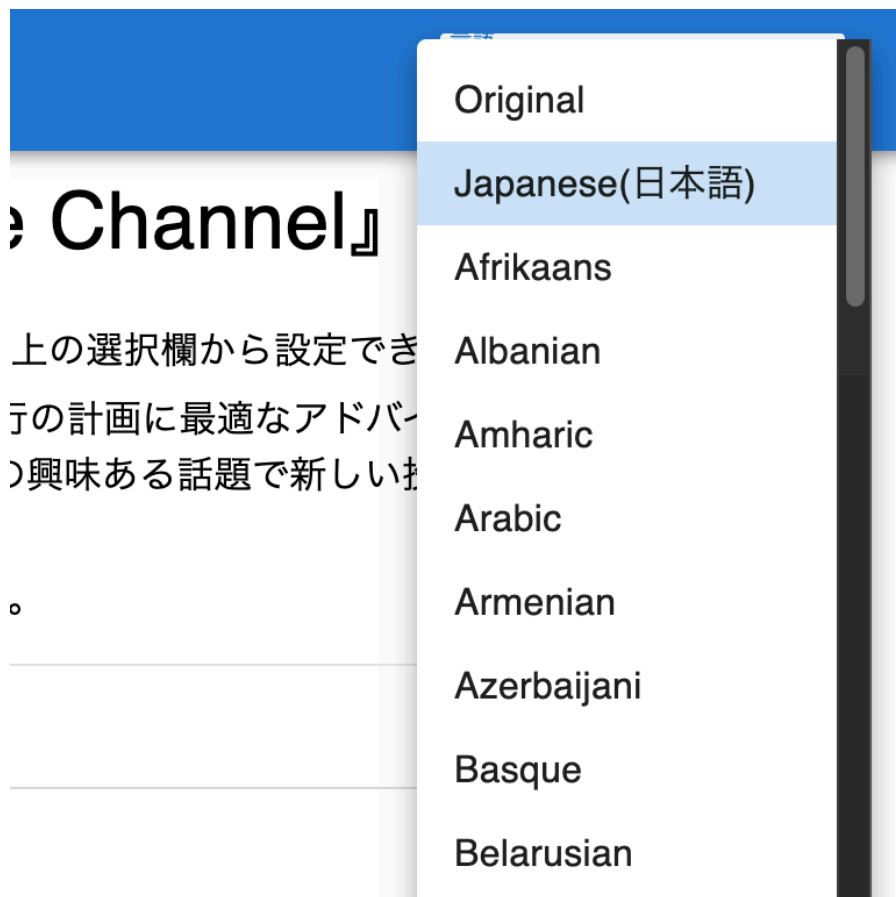 Original
Japanese(日本語)
Channel』
上の選択欄から設定でき
の計画に最適なアドバ
興味ある話題で新しい
。
Afrikaans
Albanian
Amharic
Arabic
Armenian
Azerbaijani
Basque
Belarusian